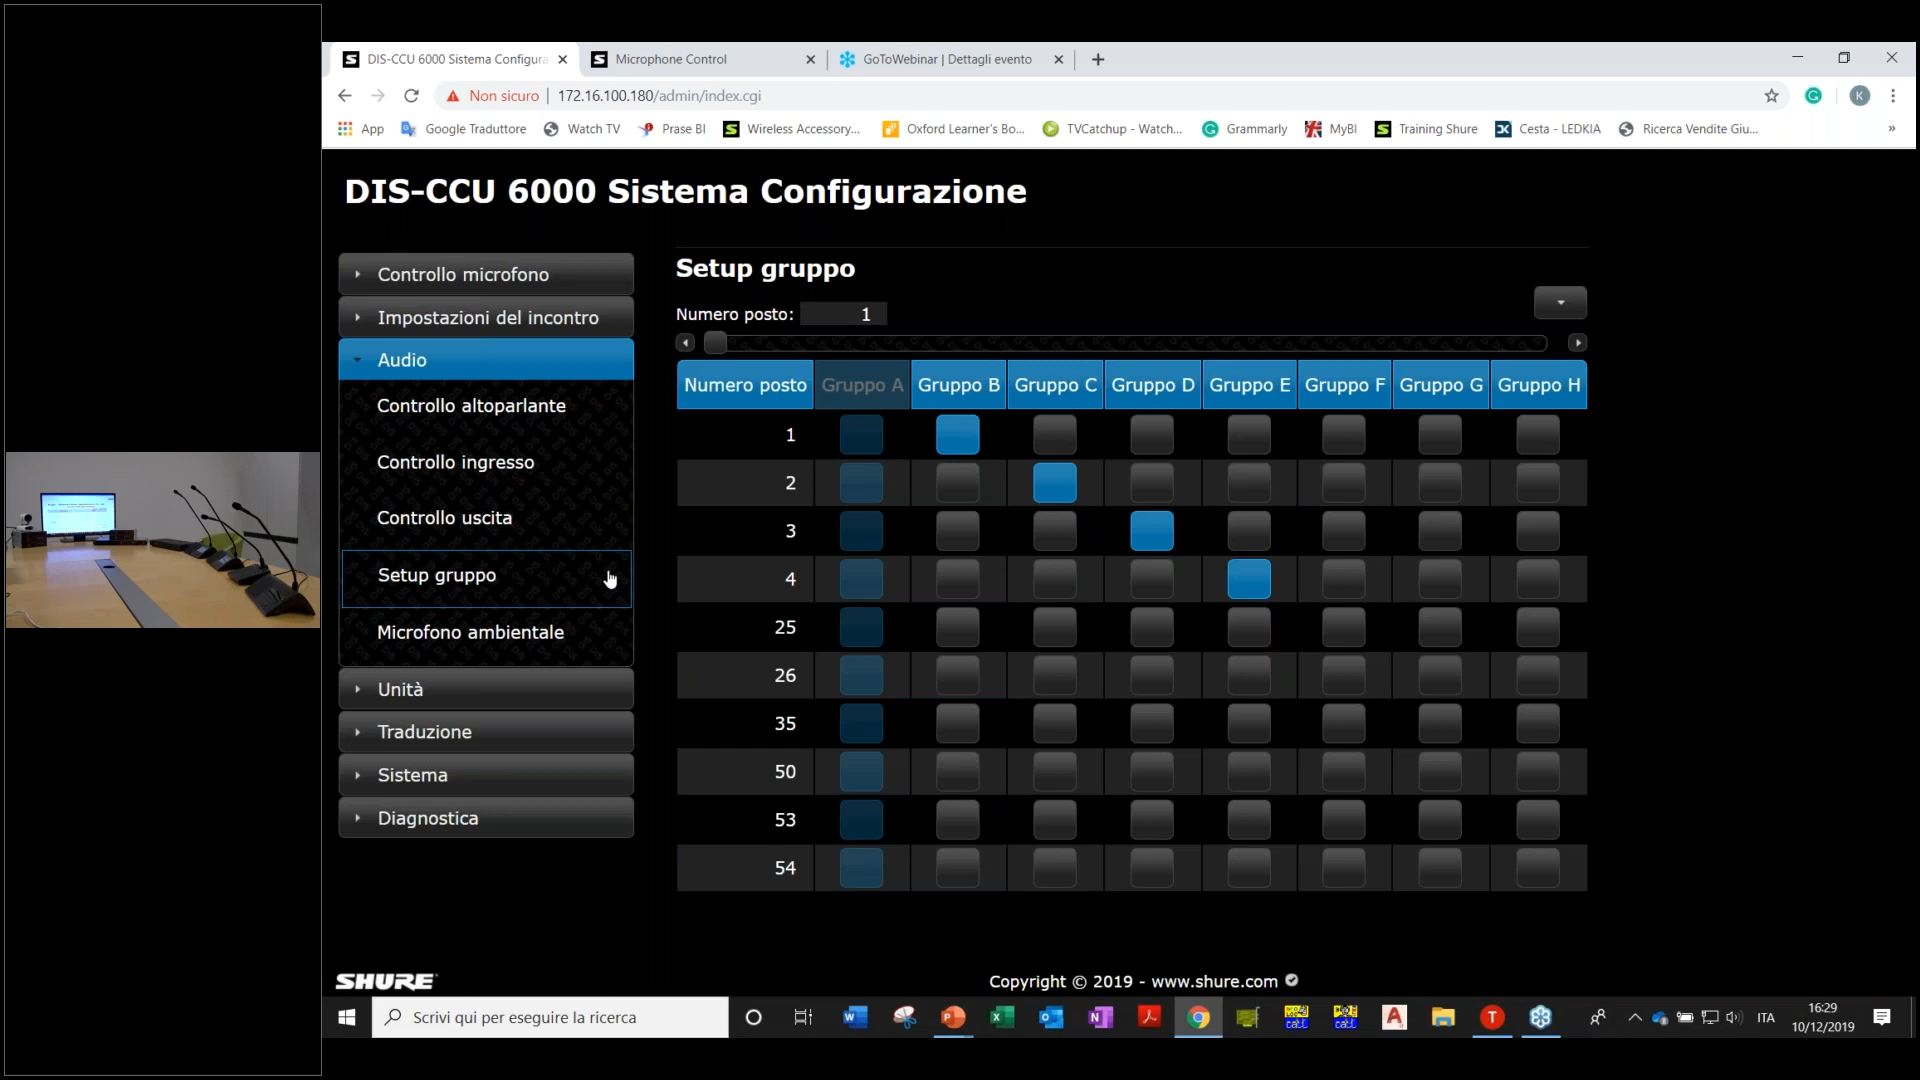 DIS-CCU 6000 Sistema Configura
Microphone Control
GoToWebinar | Dettagli evento
Non sicuro | 172.16.100.180/admin/index.cgi
K
App
Google Traduttore
Watch TV
Prase BI
Wireless Accessory...
Oxford Learner's Bo...
TVCatchup - Watch...
Grammarly
MyBI
Training Shure
Cesta - LEDKIA
Ricerca Vendite Giu...
»
DIS-CCU 6000 Sistema Configurazione
Controllo microfono
Impostazioni del incontro
Audio
Controllo altoparlante
Controllo ingresso
Controllo uscita
Setup gruppo
Microfono ambientale
Unità
Traduzione
Sistema
Diagnostica
Setup gruppo
Numero posto: 1
Numero posto Gruppo A Gruppo B Gruppo C Gruppo D Gruppo E Gruppo F Gruppo G Gruppo H
1
2
3
4
25
26
35
50
53
54
SHURE
Copyright © 2019 - www.shure.com
Scrivi qui per eseguire la ricerca
ITA
16:29
10/12/2019